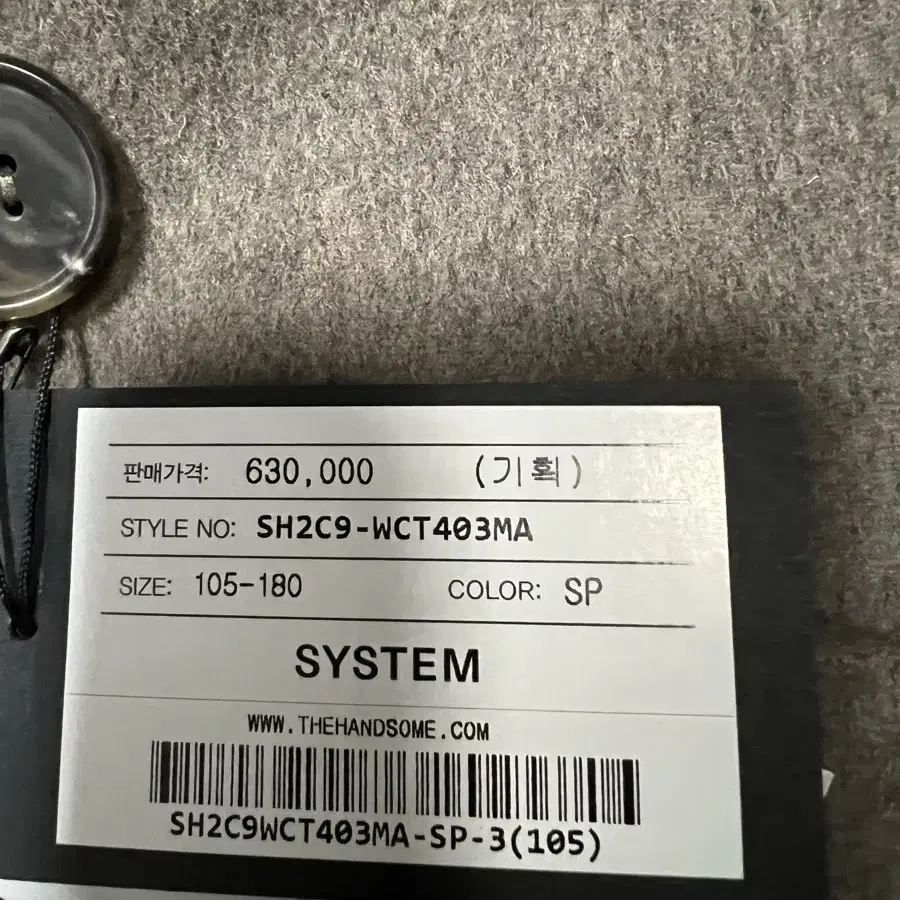 판매가격: 630,000 (기획)
STYLE NO: SH2C9-WCT403MA
SIZE: 105-180 COLOR: SP
SYSTEM
WWW.THEHANDSOME.COM
SH2C9WCT403MA-SP-3(105)